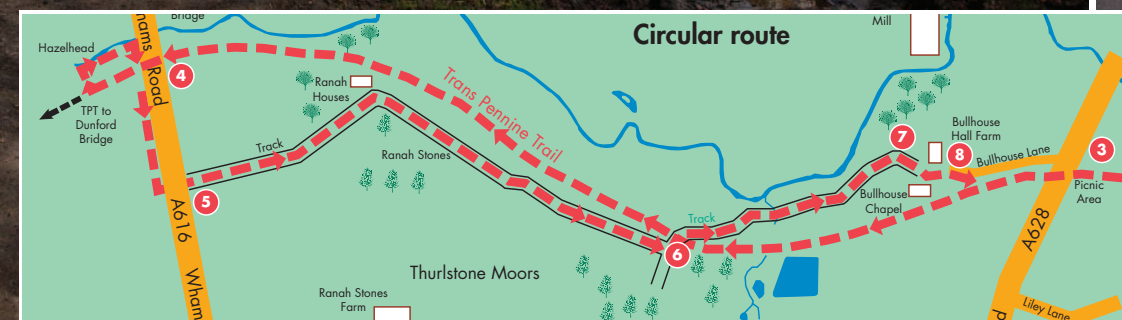 Bridge
hams Road
Hazelhead
4
TPT to
Dunford
Bridge
Circular route
Mill
Ranah
Houses
Trans Pennine Trail
Track
Ranah Stones
5
A616
Wham
Thurlstone Moors
Ranah Stones
Farm
6
Track
7
Bullhouse
Hall Farm
8
Bullhouse Lane
Bullhouse
Chapel
3
Picnic
Area
A628
Liley Lane